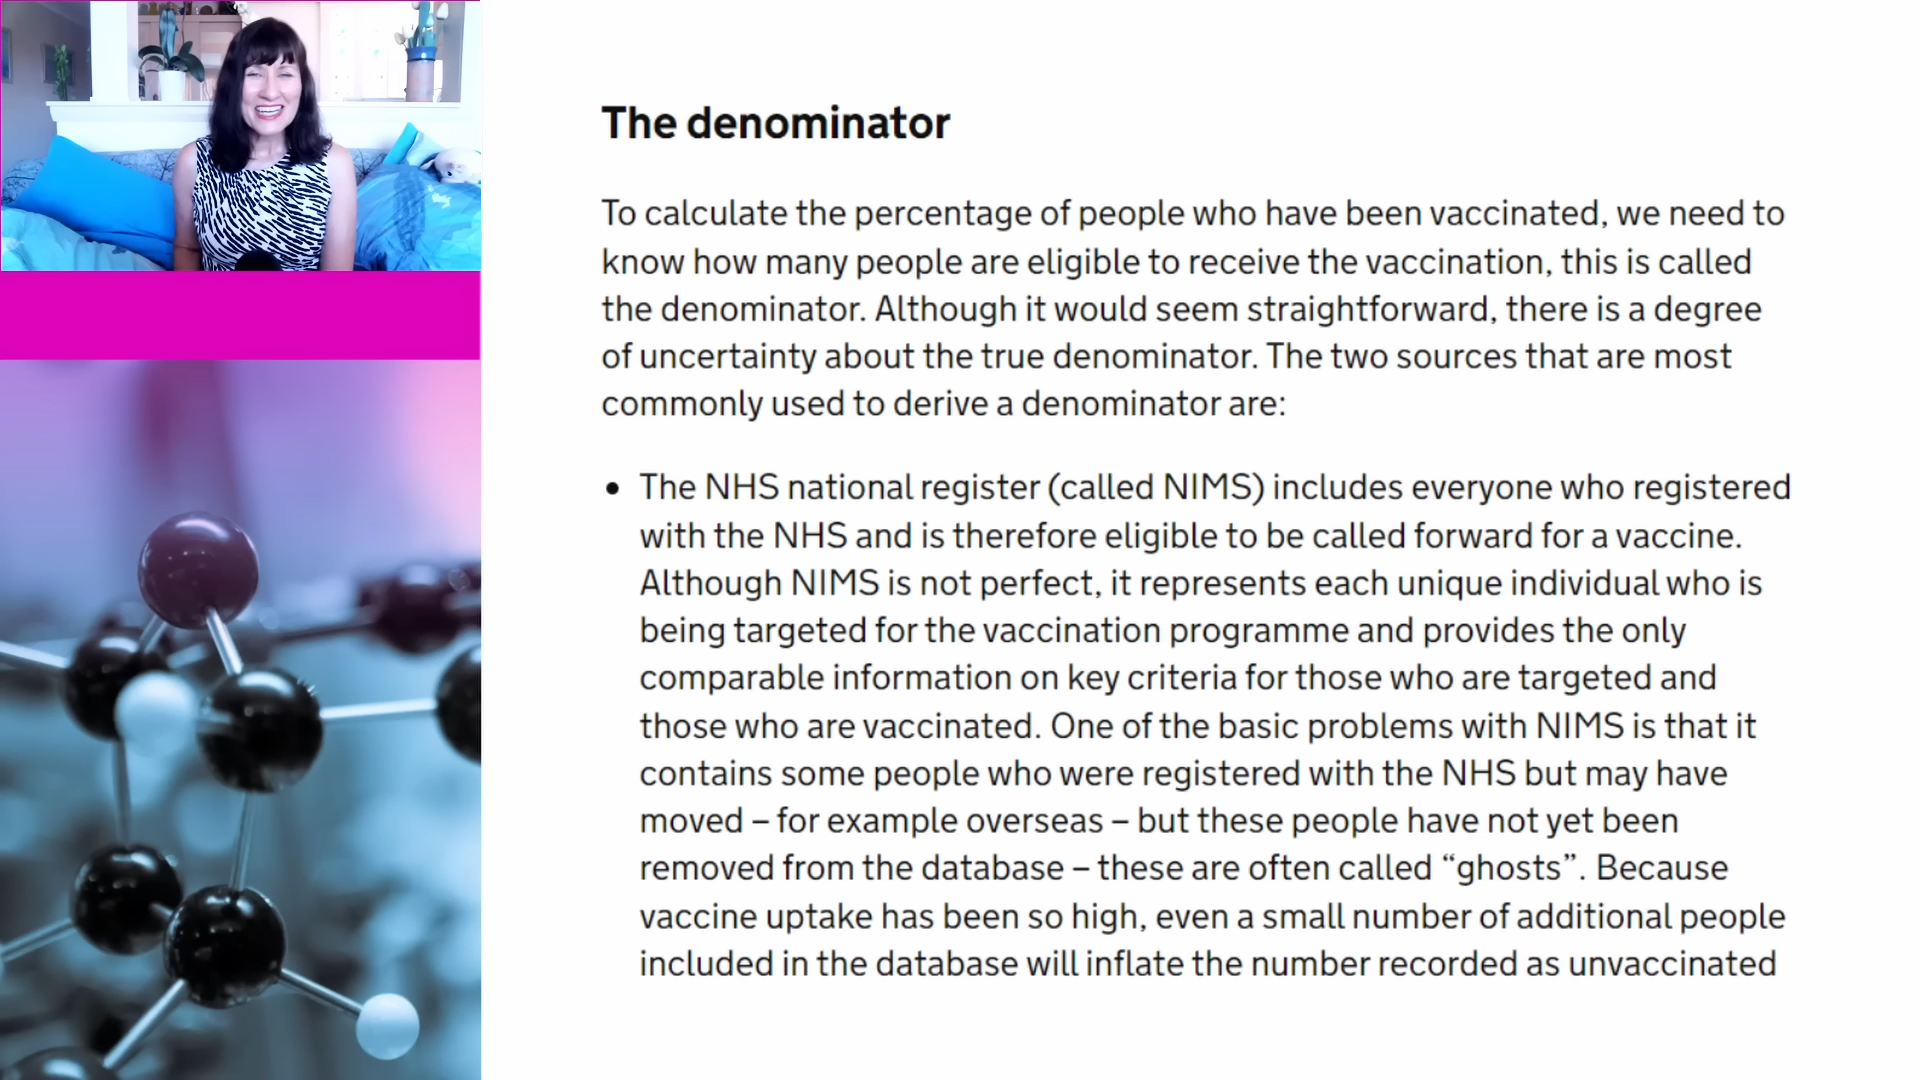 The denominator
To calculate the percentage of people who have been vaccinated, we need to
know how many people are eligible to receive the vaccination, this is called
the denominator. Although it would seem straightforward, there is a degree
of uncertainty about the true denominator. The two sources that are most
commonly used to derive a denominator are:
• The NHS national register (called NIMS) includes everyone who registered
with the NHS and is therefore eligible to be called forward for a vaccine.
Although NIMS is not perfect, it represents each unique individual who is
being targeted for the vaccination programme and provides the only
comparable information on key criteria for those who are targeted and
those who are vaccinated. One of the basic problems with NIMS is that it
contains some people who were registered with the NHS but may have
moved – for example overseas – but these people have not yet been
removed from the database – these are often called “ghosts”. Because
vaccine uptake has been so high, even a small number of additional people
included in the database will inflate the number recorded as unvaccinated